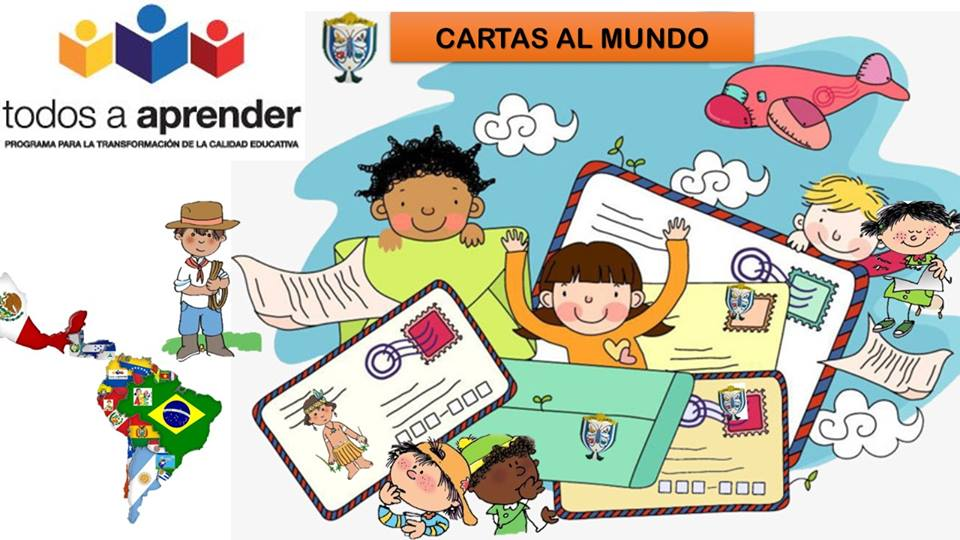 CARTAS AL MUNDO
todos a aprender
PROGRAMA PARA LA TRANSFORMACIÓN DE LA CALIDAD EDUCATIVA